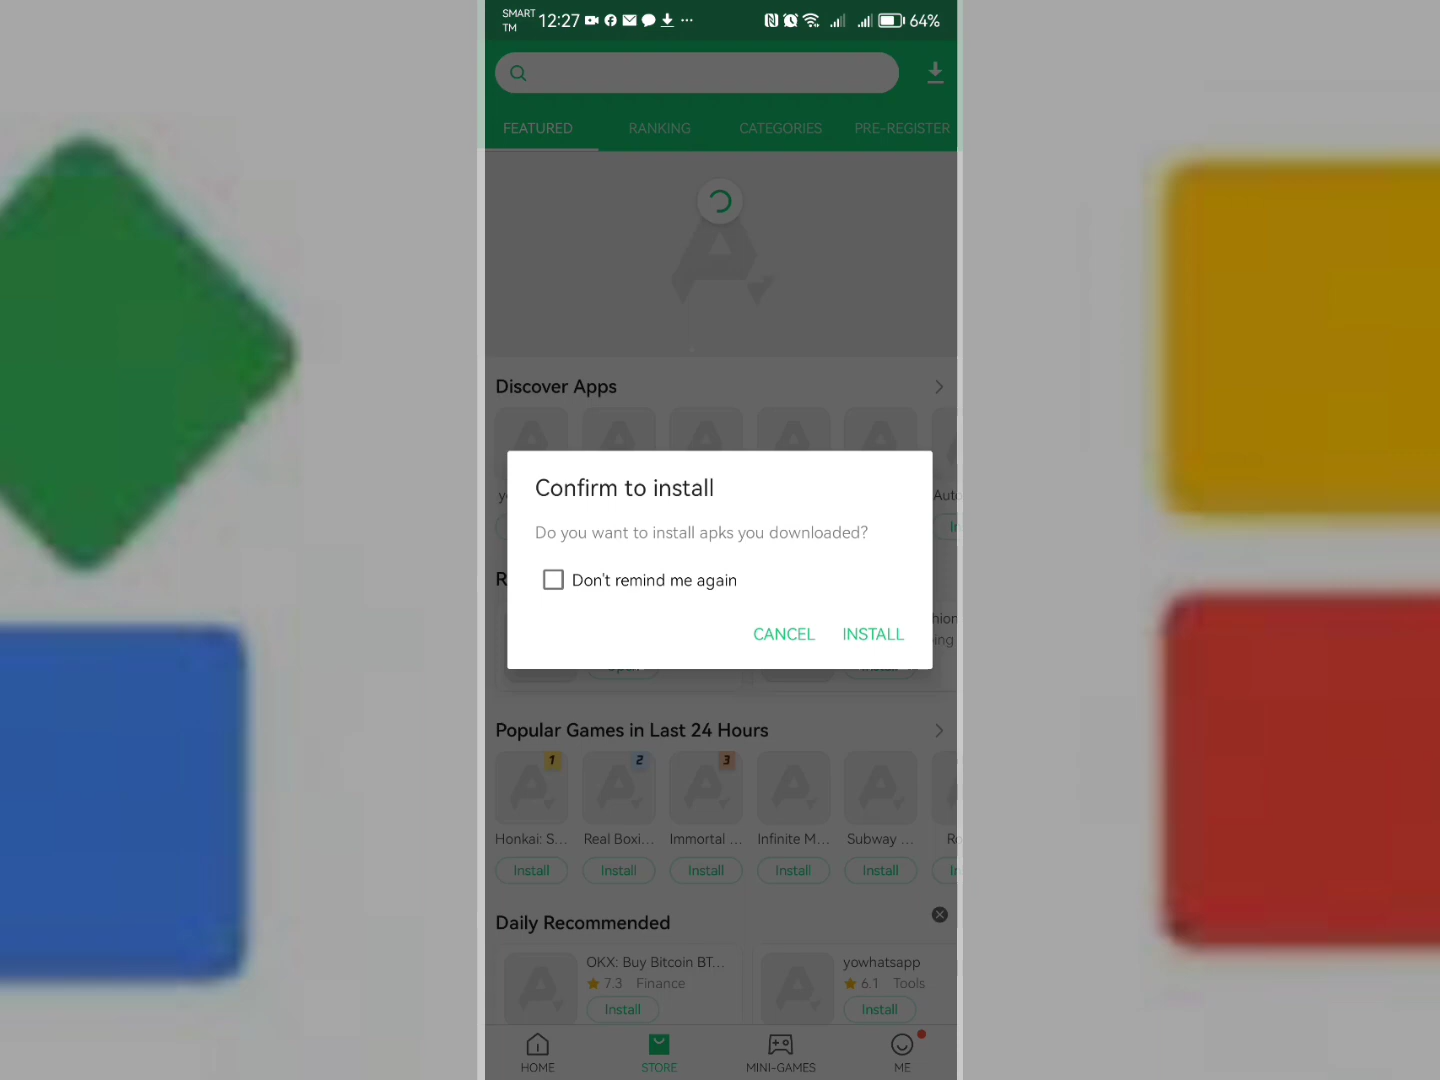 SMART
TM
12:27
64%
FEATURED RANKING CATEGORIES PRE-REGISTER
Discover Apps
Confirm to install
Do you want to install apks you downloaded?
Don't remind me again
CANCEL INSTALL
Popular Games in Last 24 Hours
1 2 3
Honkai: S... Real Boxi... Immortal ... Infinite M... Subway ...
Install Install Install Install Install
Daily Recommended
OKX: Buy Bitcoin BT... yowhatsapp
7.3 Finance 6.1 Tools
Install Install
HOME STORE MINI-GAMES ME